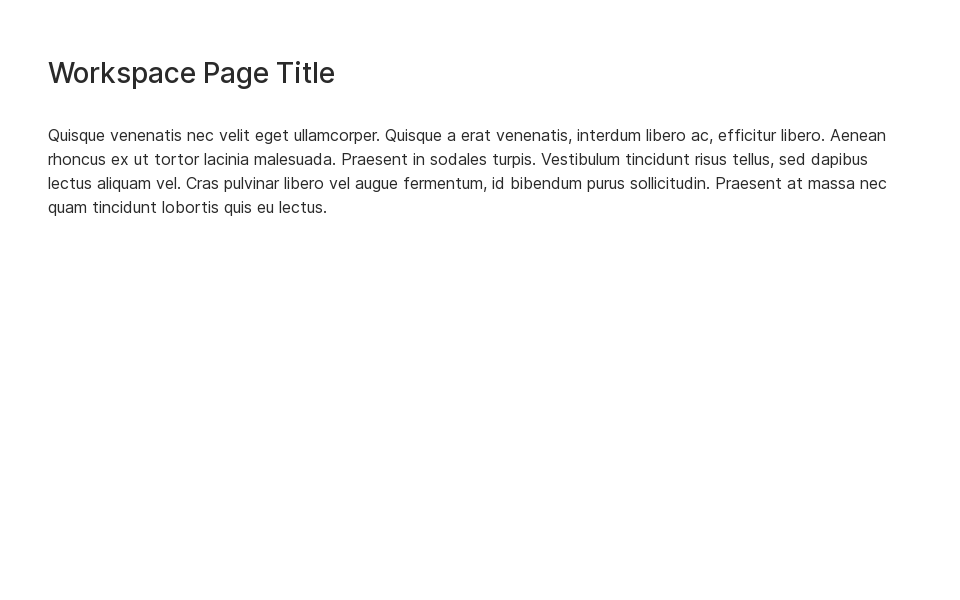 Workspace Page Title
Quisque venenatis nec velit eget ullamcorper. Quisque a erat venenatis, interdum libero ac, efficitur libero. Aenean
rhoncus ex ut tortor lacinia malesuada. Praesent in sodales turpis. Vestibulum tincidunt risus tellus, sed dapibus
lectus aliquam vel. Cras pulvinar libero vel augue fermentum, id bibendum purus sollicitudin. Praesent at massa nec
quam tincidunt lobortis quis eu lectus.